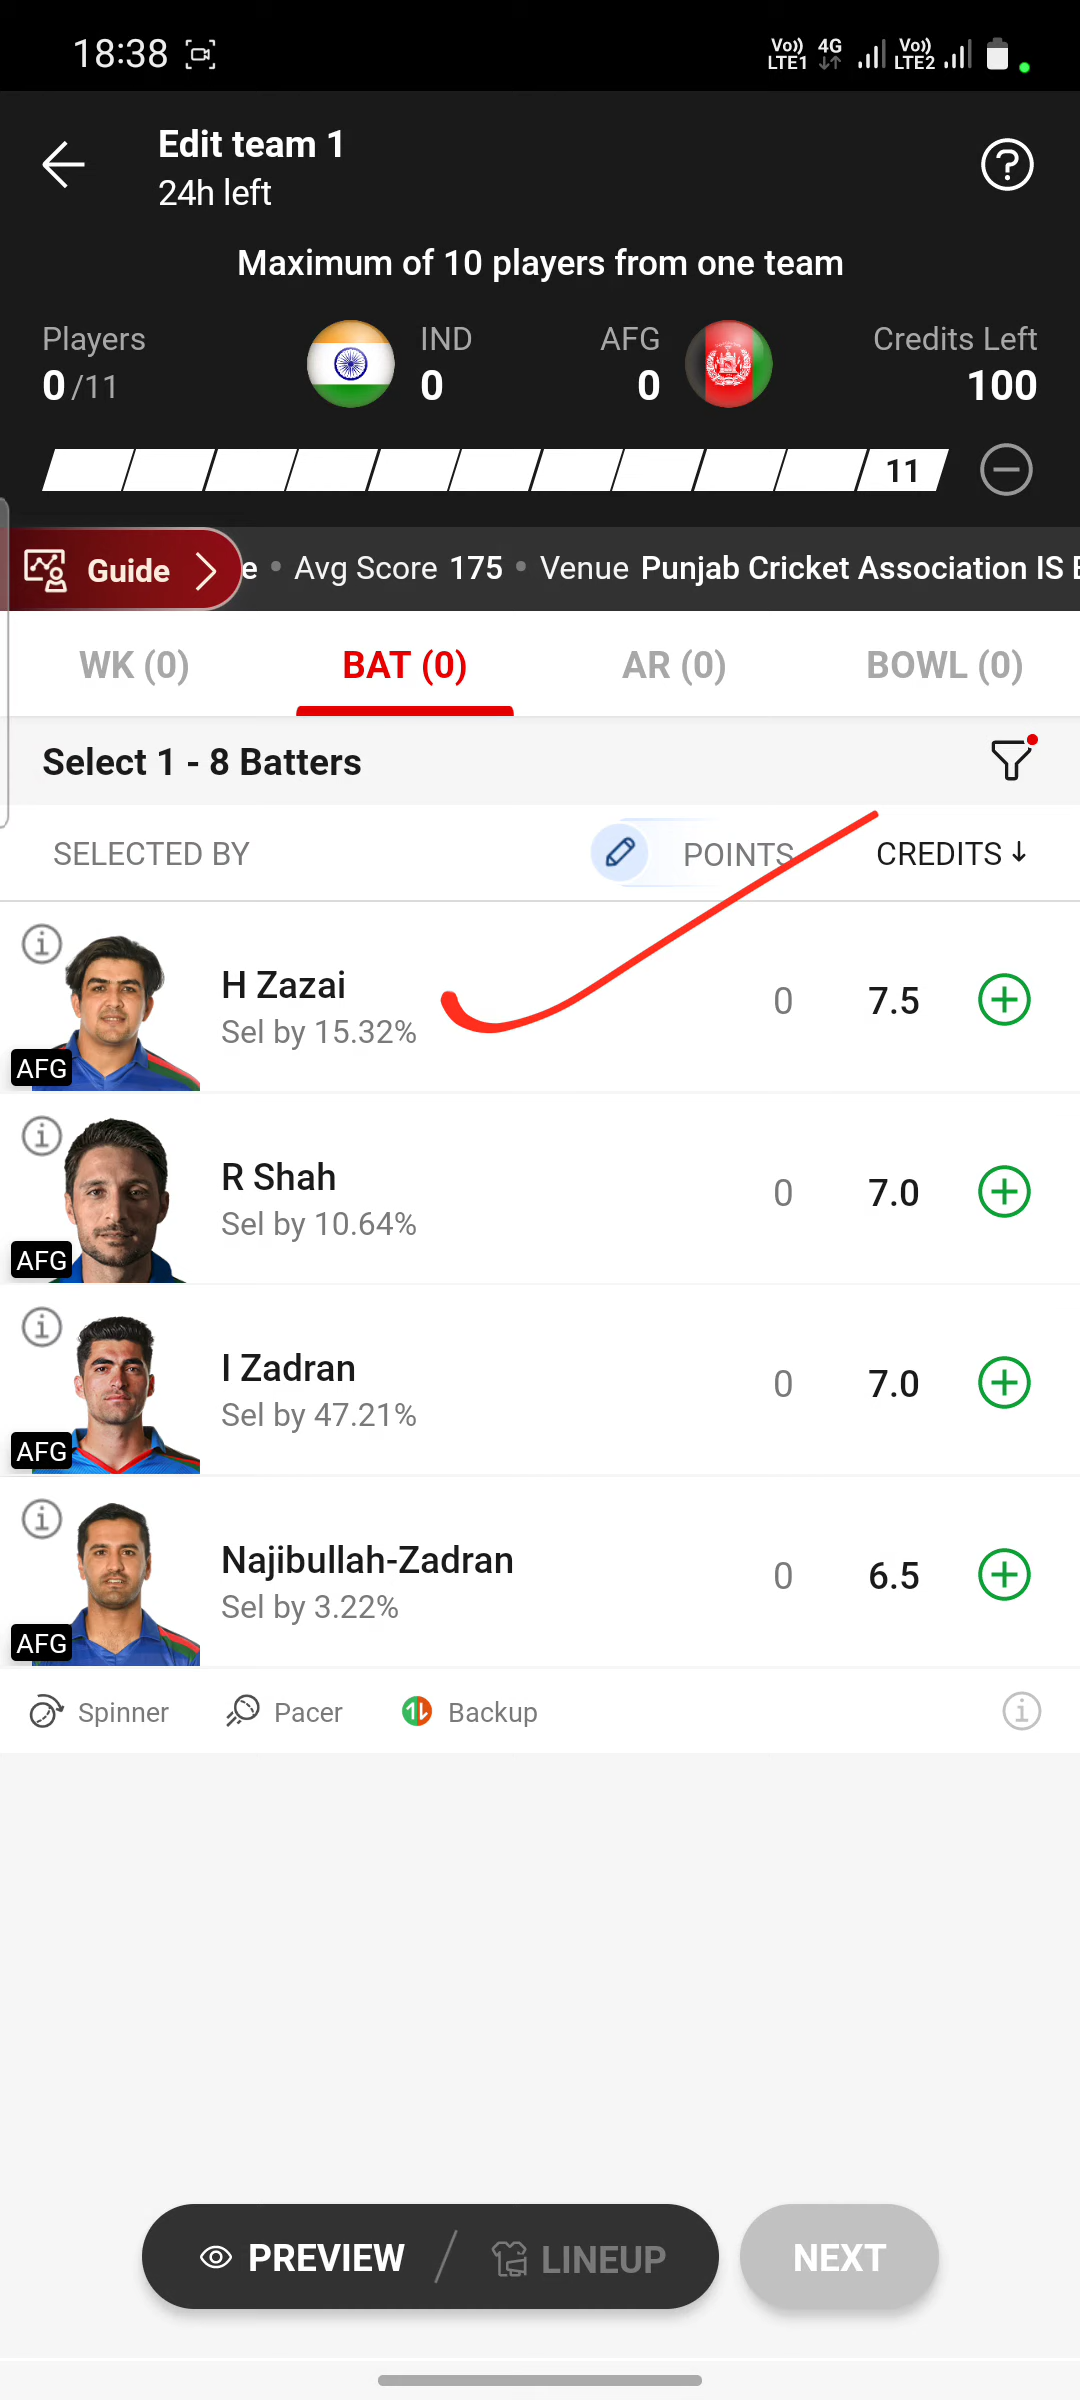 18:38
Vo)) LTE1 4G Vo)) LTE2
Edit team 1
24h left
Maximum of 10 players from one team
Players
0/11
IND
0
AFG
0
Credits Left
100
11
Guide
e • Avg Score 175 • Venue Punjab Cricket Association IS
WK (0)
BAT (0)
AR (0)
BOWL (0)
Select 1 - 8 Batters
SELECTED BY
POINTS
CREDITS ↓
H Zazai
Sel by 15.32%
AFG
0
7.5
R Shah
Sel by 10.64%
AFG
0
7.0
I Zadran
Sel by 47.21%
AFG
0
7.0
Najibullah-Zadran
Sel by 3.22%
AFG
0
6.5
Spinner
Pacer
Backup
PREVIEW
LINEUP
NEXT